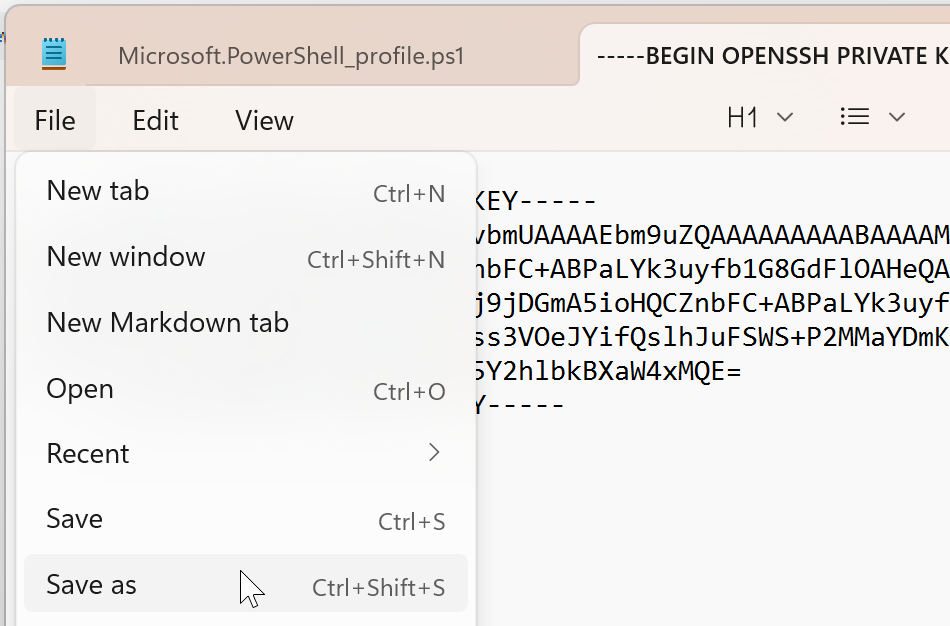 Microsoft.PowerShell_profile.ps1
-----BEGIN OPENSSH PRIVATE K
File Edit View H1
New tab Ctrl+N
New window Ctrl+Shift+N
New Markdown tab
Open Ctrl+O
Recent
Save Ctrl+S
Save as Ctrl+Shift+S
KEY-----
vbmUAAAAEbm9uZQAAAAAAAAABAAAAM
nbFC+ABPaLYk3uyfb1G8GdFlOAHeQA
j9jDGmA5ioHQCZnbFC+ABPaLYk3uyf
ss3VOeJYifQslhJuFSWS+P2MMaYDmK
5Y2hlbkBXaW4xMQE=
Y-----